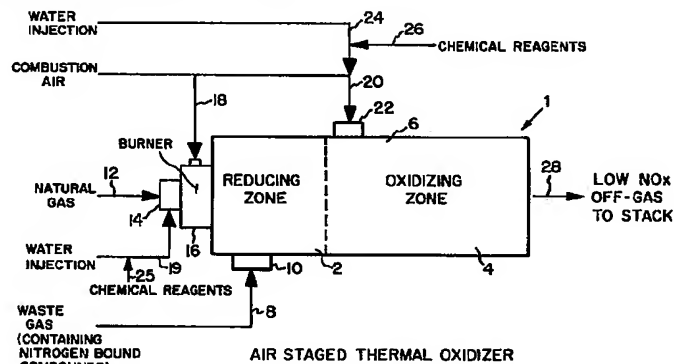 WATER
INJECTION
24
26
CHEMICAL REAGENTS
COMBUSTION
AIR
20
18
22
6
1
BURNER
12
NATURAL
GAS
14
REDUCING
ZONE
OXIDIZING
ZONE
28
LOW NOx
OFF-GAS
TO STACK
WATER
INJECTION
25
19
16
10
2
4
CHEMICAL REAGENTS
WASTE
GAS
(CONTAINING
NITROGEN BOUND
8
AIR STAGED THERMAL OXIDIZER